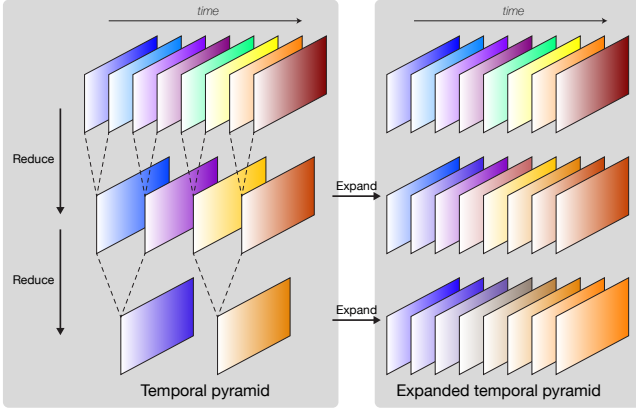 time
time
Reduce
Expand
Reduce
Expand
Temporal pyramid
Expanded temporal pyramid